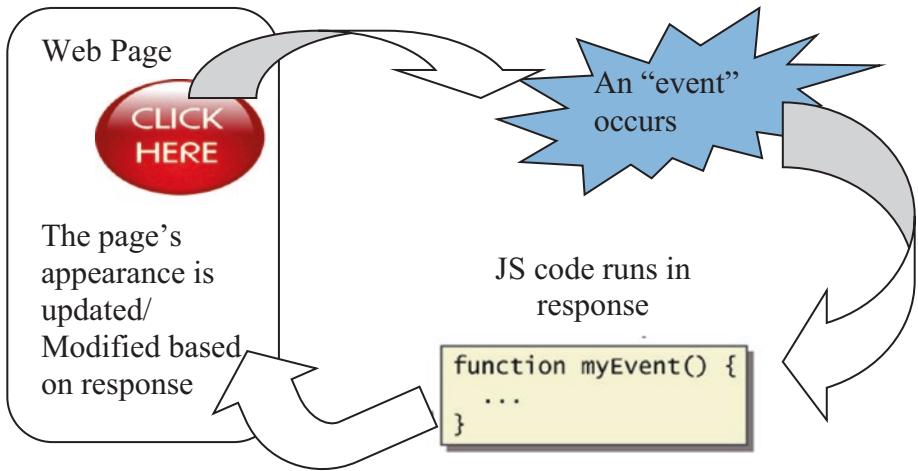 Web Page
CLICK
HERE
The page’s
appearance is
updated/
Modified based
on response
An “event”
occurs
JS code runs in
response
function myEvent() {
...
}